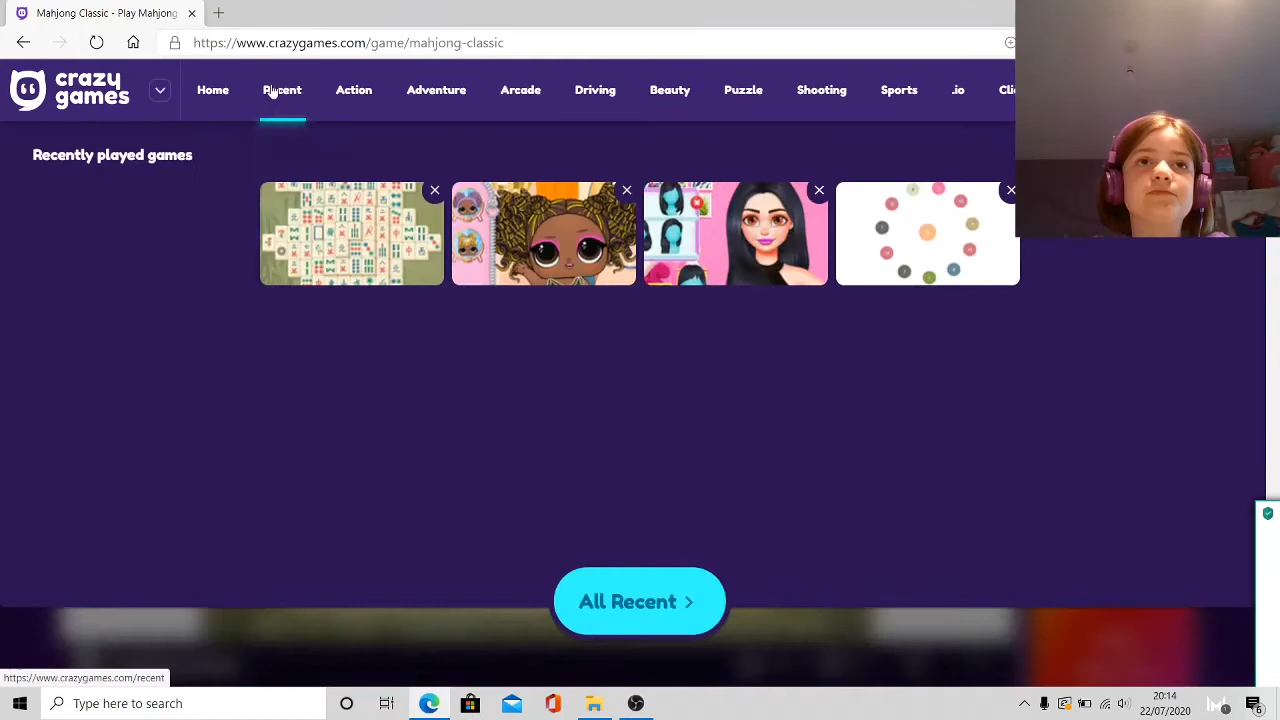 Mahjong Classic - Play Mahjong
https://www.crazygames.com/game/mahjong-classic
crazy
games
Home
Recent
Action
Adventure
Arcade
Driving
Beauty
Puzzle
Shooting
Sports
.io
Recently played games
All Recent
https://www.crazygames.com/recent
Type here to search
20:14
22/07/2020
6